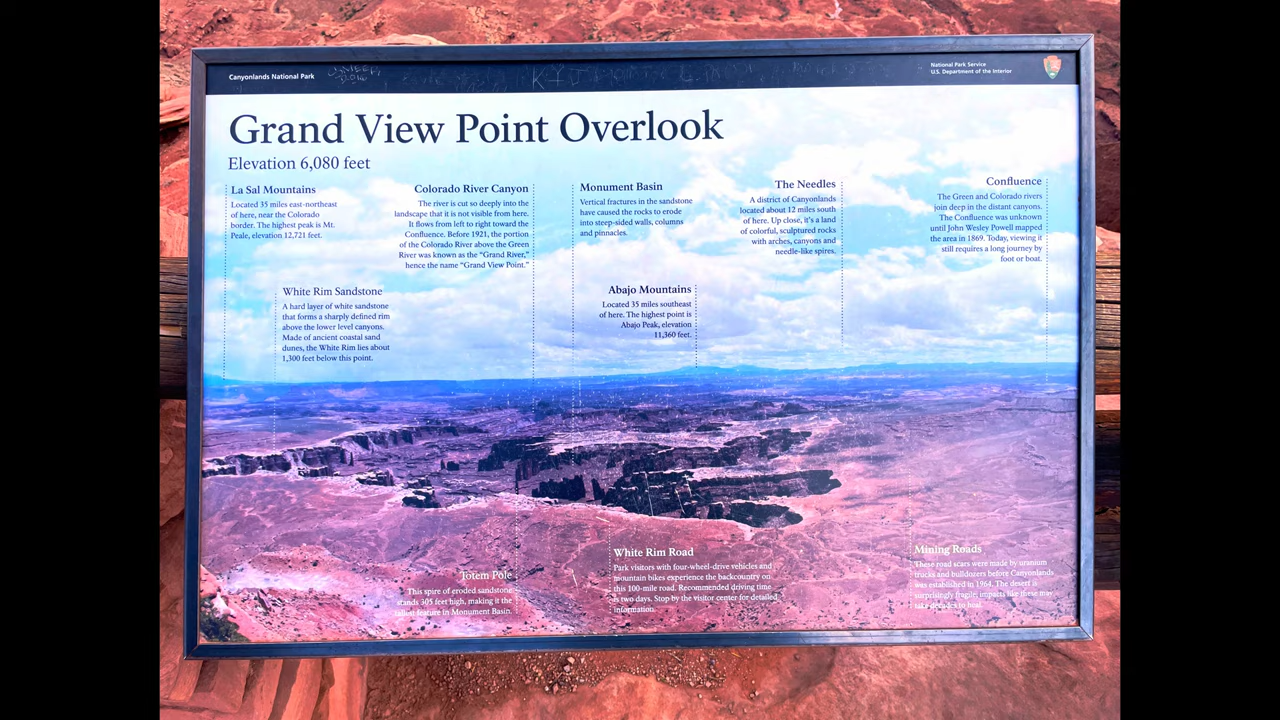 Canyonlands National Park
National Park Service
U.S. Department of the Interior
Grand View Point Overlook
Elevation 6,080 feet
La Sal Mountains
Located 35 miles east-northeast
of here, near the Colorado
border. The highest peak is Mt.
Peale, elevation 12,721 feet.
Colorado River Canyon
The river is cut so deeply into the
landscape that it is not visible from here.
It flows from left to right toward the
Confluence. Before 1921, the portion
of the Colorado River above the Green
River was known as the “Grand River,”
hence the name “Grand View Point.”
Monument Basin
Vertical fractures in the sandstone
have caused the rocks to erode
into steep-sided walls, columns
and pinnacles.
The Needles
A district of Canyonlands
located about 12 miles south
of here. Up close, it’s a land
of colorful, sculptured rocks
with arches, canyons and
needle-like spires.
Confluence
The Green and Colorado rivers
join deep in the distant canyons.
The Confluence was unknown
until John Wesley Powell mapped
the area in 1869. Today, viewing it
still requires a long journey by
foot or boat.
White Rim Sandstone
A hard layer of white sandstone
that forms a sharply defined rim
above the lower level canyons.
Made of ancient coastal sand
dunes, the White Rim lies about
1,300 feet below this point.
Abajo Mountains
Located 35 miles southeast
of here. The highest point is
Abajo Peak, elevation
11,360 feet.
Totem Pole
This spire of eroded sandstone
stands 305 feet high, making it the
tallest feature in Monument Basin.
White Rim Road
Park visitors with four-wheel-drive vehicles and
mountain bikes experience the backcountry on
this 100-mile road. Recommended driving time
is two days. Stop by the visitor center for detailed
information.
Mining Roads
These road scars were made by uranium
trucks and bulldozers before Canyonlands
was established in 1964. The desert is
surprisingly fragile; impacts like these may
take decades to heal.